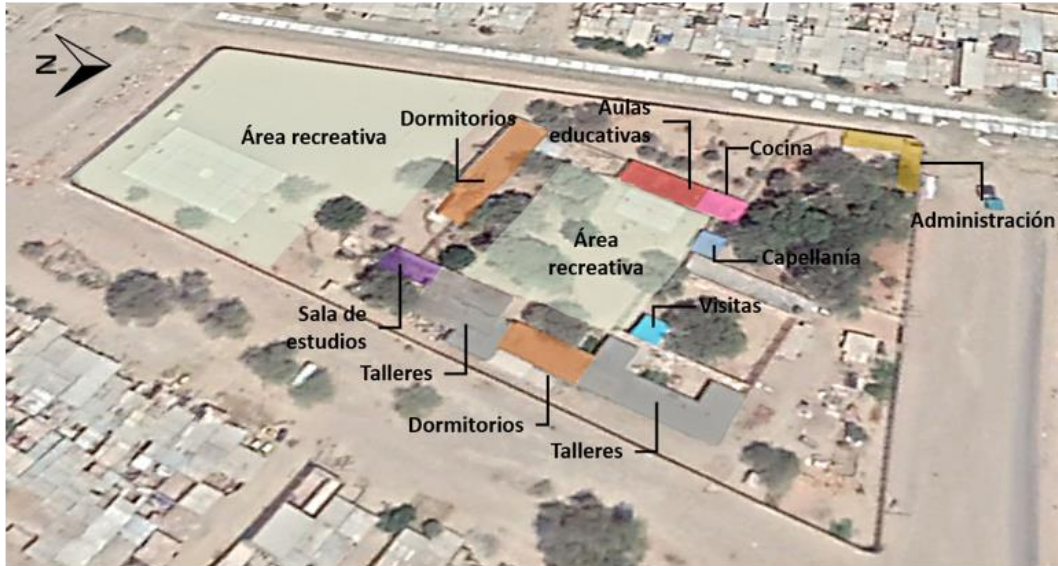 N
Área recreativa
Dormitorios
Aulas
educativas
Cocina
Administración
Área
recreativa
Capellanía
Visitas
Sala de
estudios
Talleres
Dormitorios
Talleres